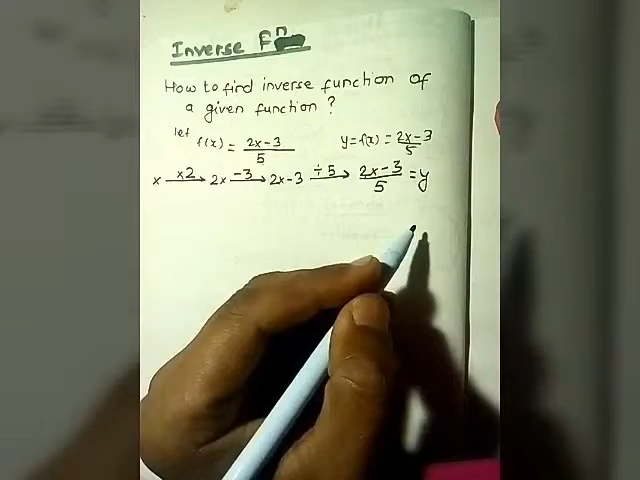 Inverse fⁿ
How to find inverse function of
a given function ?
let f(x) = 2x-3/5 y=f(x) = 2x-3/5
x —×2→ 2x —-3→ 2x-3 —÷5→ 2x-3/5 = y